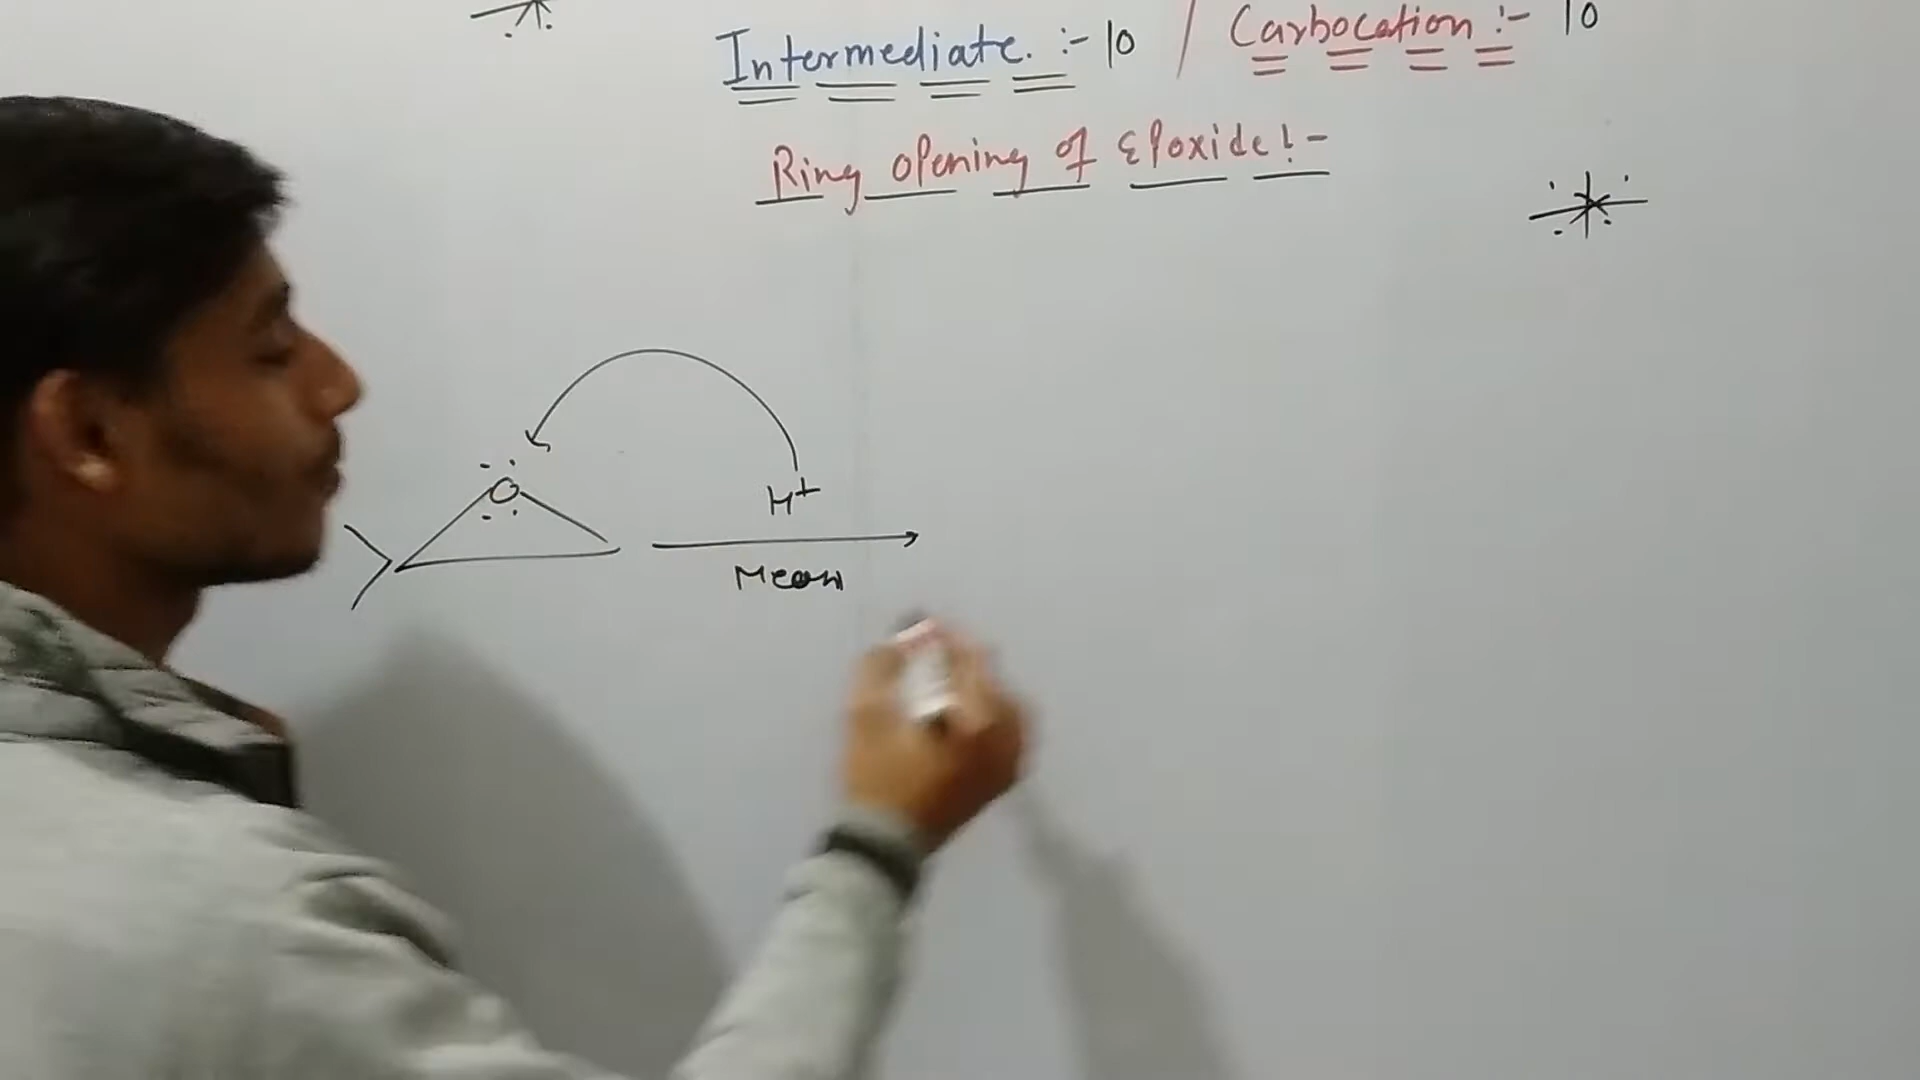 Intermediate. :- 10 / Carbocation :- 10
Ring opening of Epoxide :-
O
H+
MeOH